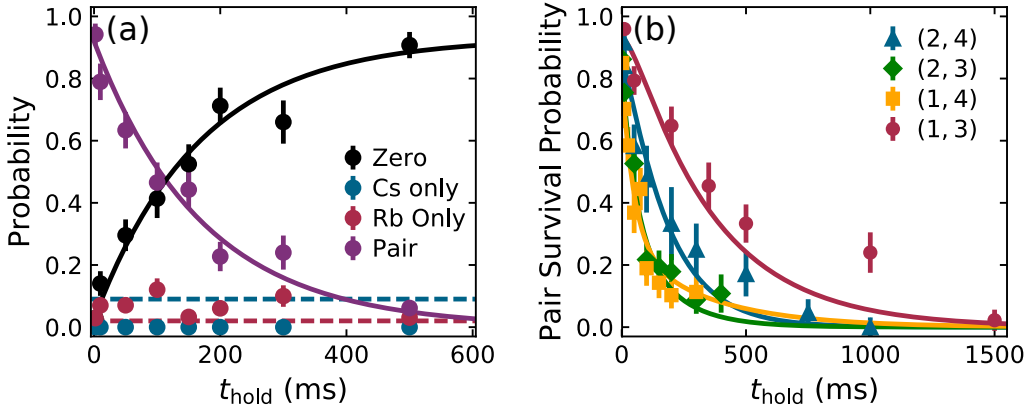 (a)
Probability
1.0
0.8
0.6
0.4
0.2
0.0
Zero
Cs only
Rb Only
Pair
0
200
400
600
t_hold (ms)
(b)
Pair Survival Probability
1.0
0.8
0.6
0.4
0.2
0.0
(2, 4)
(2, 3)
(1, 4)
(1, 3)
0
500
1000
1500
t_hold (ms)